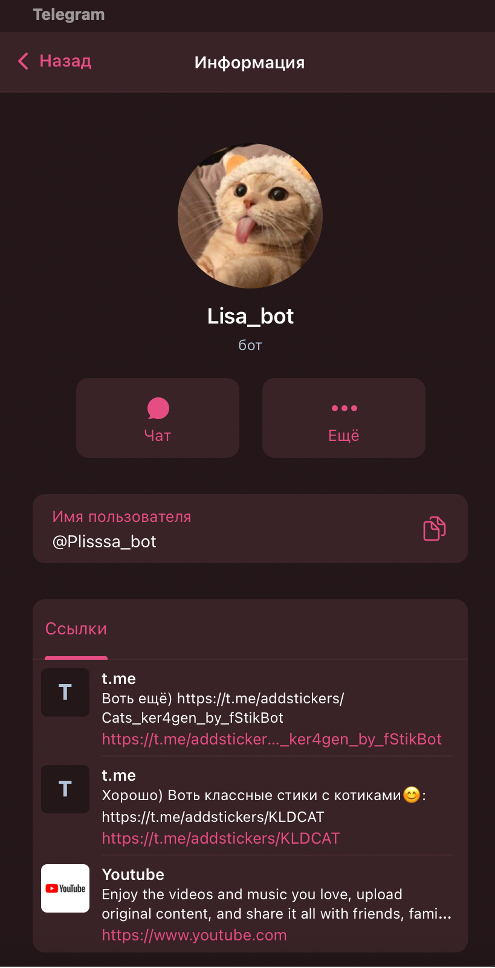 Telegram
Назад
Информация
Lisa_bot
бот
Чат
Ещё
Имя пользователя
@Plisssa_bot
Ссылки
T
t.me
Воть ещё) https://t.me/addstickers/
Cats_ker4gen_by_fStikBot
https://t.me/addsticker..._ker4gen_by_fStikBot
T
t.me
Хорошо) Воть классные стики с котиками😊:
https://t.me/addstickers/KLDCAT
https://t.me/addstickers/KLDCAT
YouTube
Youtube
Enjoy the videos and music you love, upload
original content, and share it all with friends, fami...
https://www.youtube.com